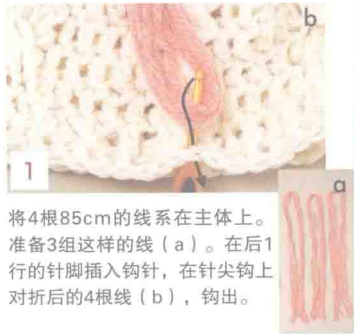 b
1
将4根85cm的线系在主体上。
准备3组这样的线（a）。在后1
行的针脚插入钩针，在针尖钩上
对折后的4根线（b），钩出。
a